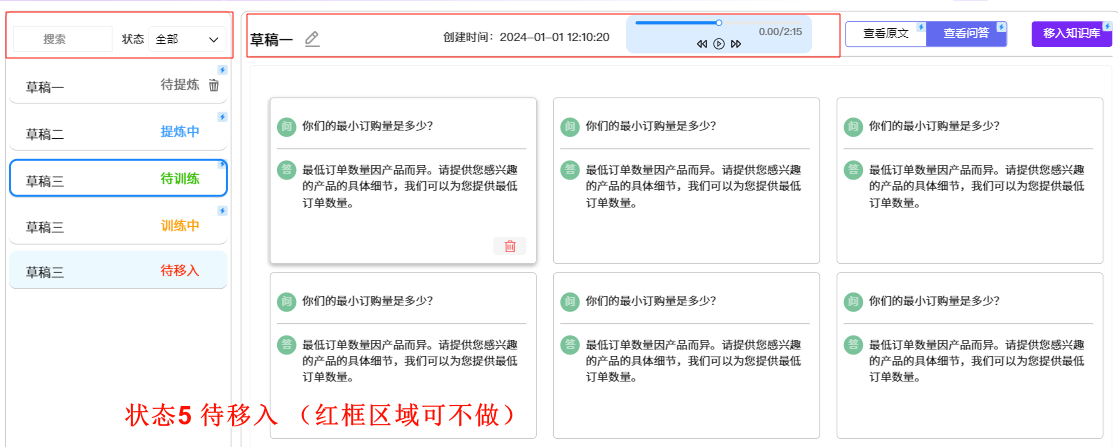 搜索 状态 全部
草稿一 待提炼
草稿二 提炼中
草稿三 待训练
草稿三 训练中
草稿三 待移入
草稿一 创建时间：2024-01-01 12:10:20 0.00/2:15 查看原文 查看问答 移入知识库
问 你们的最小订购量是多少?
答 最低订单数量因产品而异。请提供您感兴趣
的产品的具体细节，我们可以为您提供最低
订单数量。
问 你们的最小订购量是多少?
答 最低订单数量因产品而异。请提供您感兴趣
的产品的具体细节，我们可以为您提供最低
订单数量。
问 你们的最小订购量是多少?
答 最低订单数量因产品而异。请提供您感兴趣
的产品的具体细节，我们可以为您提供最低
订单数量。
问 你们的最小订购量是多少?
答 最低订单数量因产品而异。请提供您感兴趣
的产品的具体细节，我们可以为您提供最低
订单数量。
问 你们的最小订购量是多少?
答 最低订单数量因产品而异。请提供您感兴趣
的产品的具体细节，我们可以为您提供最低
订单数量。
问 你们的最小订购量是多少?
答 最低订单数量因产品而异。请提供您感兴趣
的产品的具体细节，我们可以为您提供最低
订单数量。
状态5 待移入 （红框区域可不做）